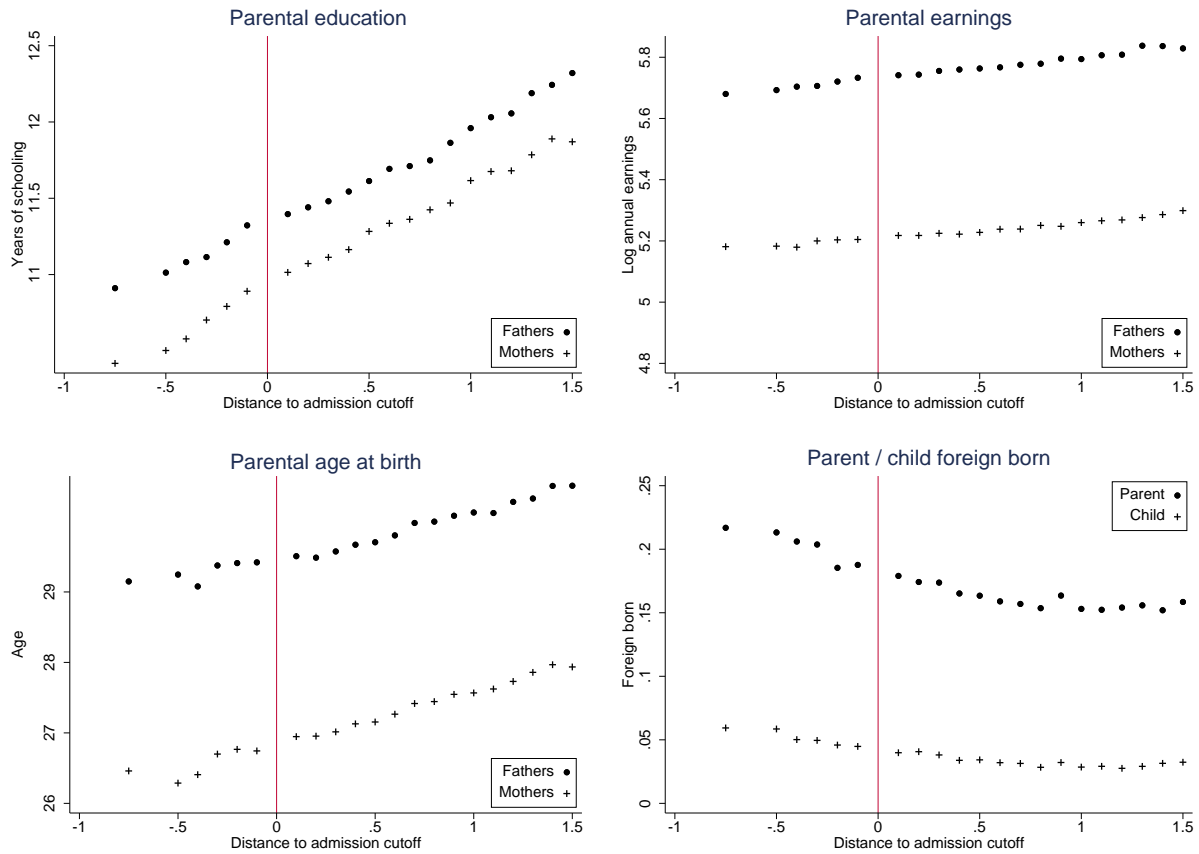 Parental education
Years of schooling
12.5
12
11.5
11
Fathers
Mothers
-1 -.5 0 .5 1 1.5
Distance to admission cutoff
Parental earnings
Log annual earnings
5.8
5.6
5.4
5.2
5
4.8
Fathers
Mothers
-1 -.5 0 .5 1 1.5
Distance to admission cutoff
Parental age at birth
Age
29
28
27
26
Fathers
Mothers
-1 -.5 0 .5 1 1.5
Distance to admission cutoff
Parent / child foreign born
Foreign born
.25
.2
.15
.1
.05
0
Parent
Child
-1 -.5 0 .5 1 1.5
Distance to admission cutoff